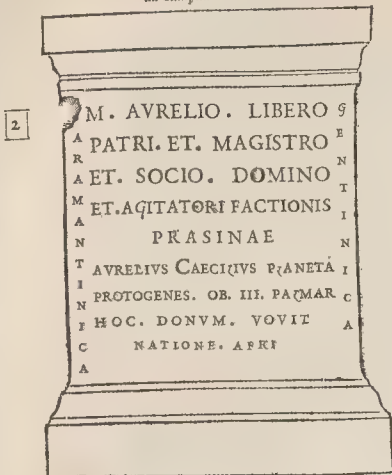 2
M. AVRELIO. LIBERO
PATRI. ET. MAGISTRO
ET. SOCIO. DOMINO
ET. AGITATORI FACTIONIS
PRASINAE
AVRELIVS CAECILIVS PLANETA
PROTOGENES. OB. III. PALMAR
HOC. DONVM. VOVIT
NATIONE. AFRI
ARAMANTINICA
GENTINICA